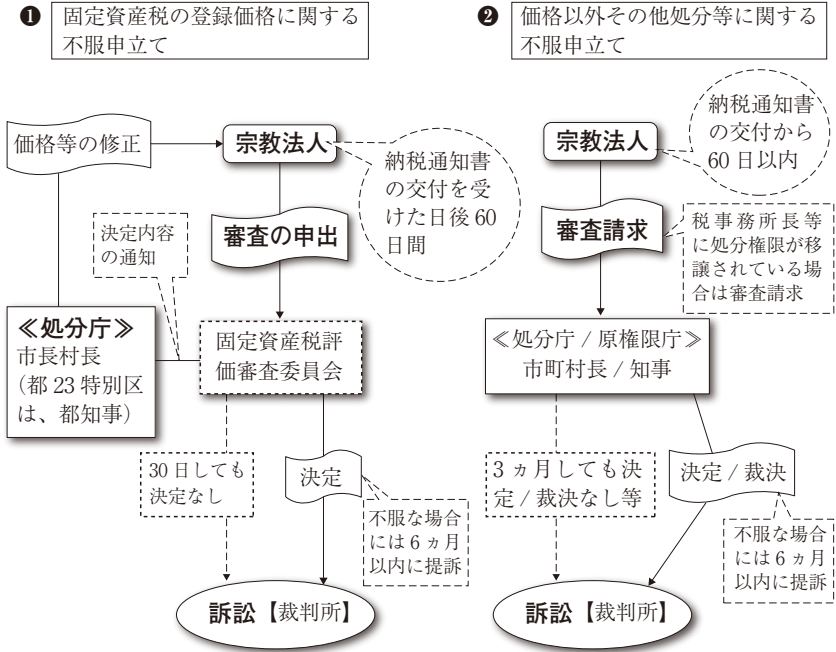 ❶ 固定資産税の登録価格に関する
不服申立て
価格等の修正
宗教法人
納税通知書
の交付を受
けた日後 60
日間
審査の申出
決定内容
の通知
≪処分庁≫
市長村長
(都 23 特別区
は、都知事)
固定資産税評
価審査委員会
30 日しても
決定なし
決定
不服な場合
には 6 ヵ月
以内に提訴
訴訟【裁判所】
❷ 価格以外その他処分等に関する
不服申立て
宗教法人
納税通知書
の交付から
60 日以内
審査請求
税事務所長等
に処分権限が移
譲されている場
合は審査請求
≪処分庁 / 原権限庁≫
市町村長 / 知事
3 ヵ月しても決
定 / 裁決なし等
決定 / 裁決
不服な場合
には 6 ヵ月
以内に提訴
訴訟【裁判所】